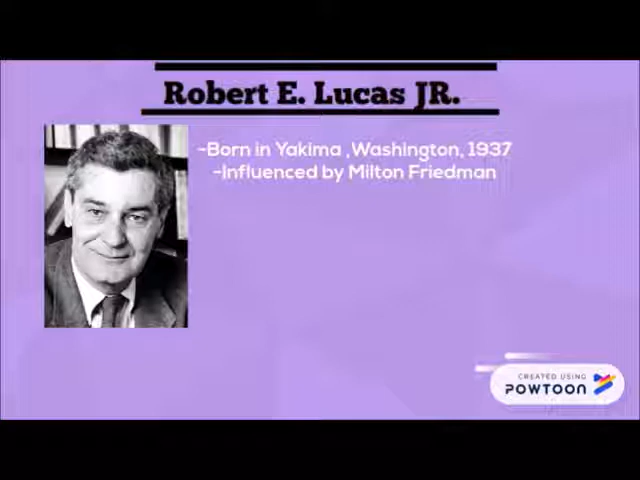 Robert E. Lucas JR.
-Born in Yakima ,Washington, 1937
-Influenced by Milton Friedman
CREATED USING
POWTOON